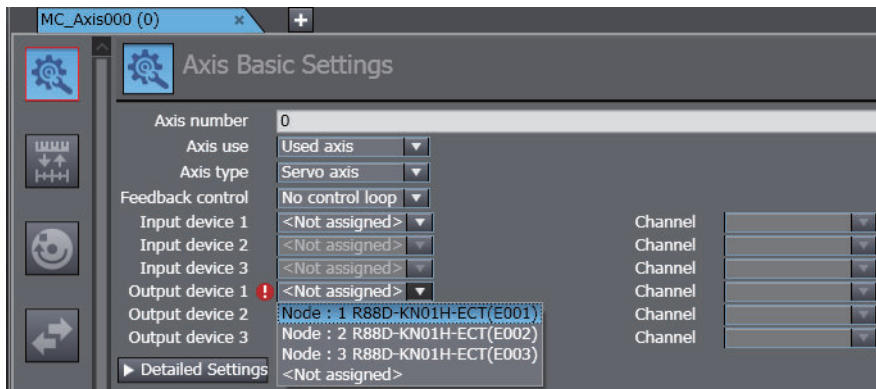 MC_Axis000 (0)
Axis Basic Settings
Axis number 0
Axis use Used axis
Axis type Servo axis
Feedback control No control loop
Input device 1 <Not assigned> Channel
Input device 2 <Not assigned> Channel
Input device 3 <Not assigned> Channel
Output device 1 <Not assigned> Channel
Output device 2 Node : 1 R88D-KN01H-ECT(E001) Channel
Output device 3 Node : 2 R88D-KN01H-ECT(E002) Channel
Node : 3 R88D-KN01H-ECT(E003)
Detailed Settings <Not assigned>